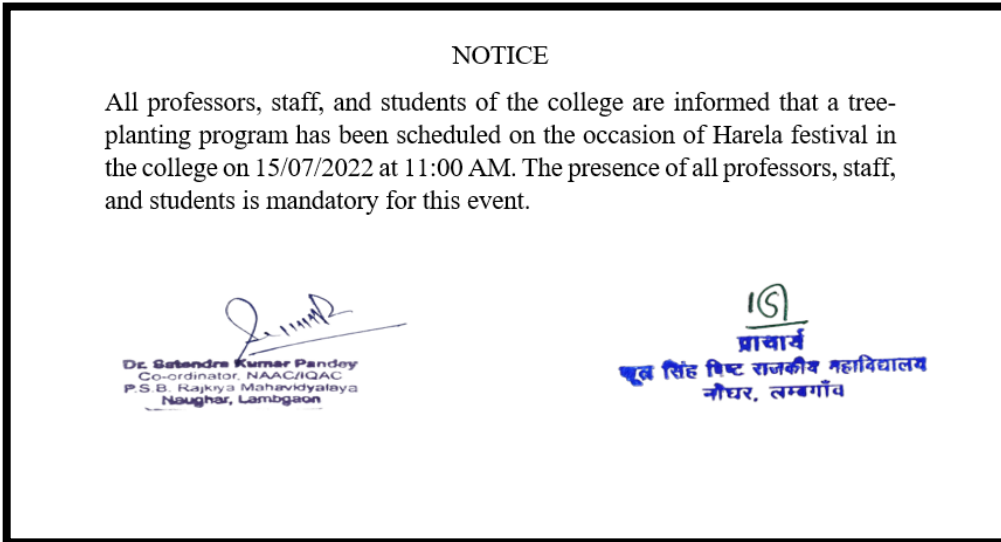 NOTICE
All professors, staff, and students of the college are informed that a tree-
planting program has been scheduled on the occasion of Harela festival in
the college on 15/07/2022 at 11:00 AM. The presence of all professors, staff,
and students is mandatory for this event.
Dr. Satendra Kumar Pandey
Co-ordinator, NAAC/IQAC
P.S.B. Rajkiya Mahavidyalaya
Naughar, Lambgaon
प्राचार्य
सिंह बिष्ट राजकीय महाविद्यालय
नौघर, लम्बगाँव